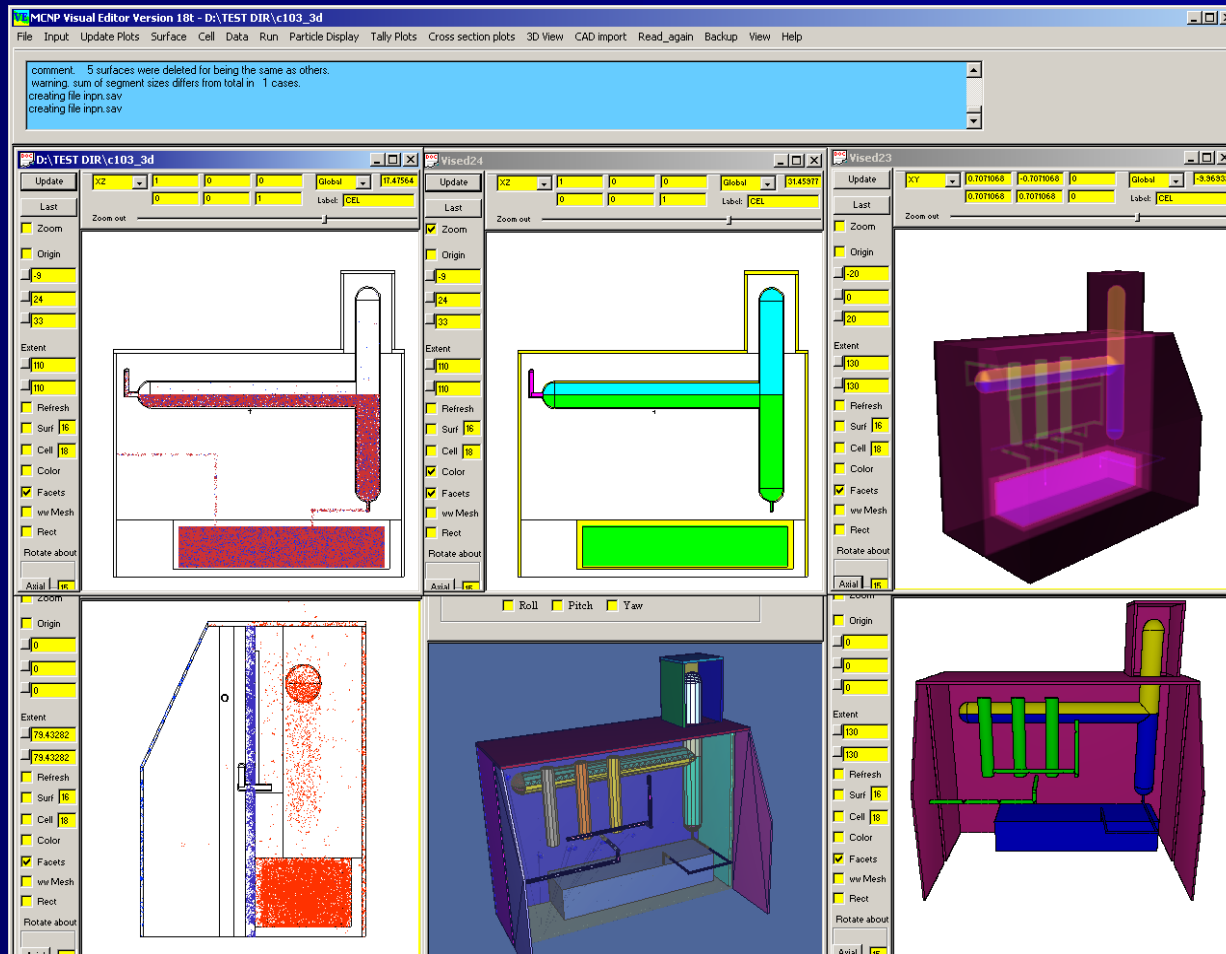 MCNP Visual Editor Version 18t - D:\TEST DIR\c103_3d
File Input Update Plots Surface Cell Data Run Particle Display Tally Plots Cross section plots 3D View CAD import Read_again Backup View Help
comment. 5 surfaces were deleted for being the same as others.
warning. sum of segment sizes differs from total in 1 cases.
creating file inpn.sav
creating file inpn.sav
D:\TEST DIR\c103_3d
Update XZ 1 0 0 Global 17.47564
Last 0 0 1 Label: CEL
Zoom out
Zoom
Origin
-9
24
33
Extent
110
110
Refresh
Surf 16
Cell 18
Color
Facets
ww Mesh
Rect
Rotate about
Axial 15
Vised24
Update XZ 1 0 0 Global 31.45977
Last 0 0 1 Label: CEL
Zoom out
Zoom
Origin
-9
24
33
Extent
110
110
Refresh
Surf 16
Cell 18
Color
Facets
ww Mesh
Rect
Rotate about
Axial 15
Vised23
Update XY 0.7071068 -0.7071068 0 Global
Last 0.7071068 0.7071068 0 Label: CEL
Zoom out
Zoom
Origin
-20
0
20
Extent
130
130
Refresh
Surf 16
Cell 18
Color
Facets
ww Mesh
Rect
Rotate about
Axial 15
Zoom
Origin
0
0
0
Extent
79.43282
79.43282
Refresh
Surf 16
Cell 18
Color
Facets
ww Mesh
Rect
Rotate about
Roll Pitch Yaw
Zoom
Origin
0
0
0
Extent
130
130
Refresh
Surf 16
Cell 18
Color
Facets
ww Mesh
Rect
Rotate about
Axial 15